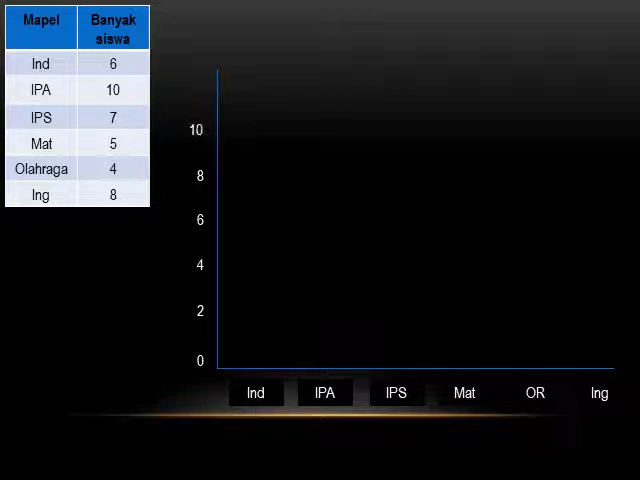 Mapel Banyak
siswa
Ind 6
IPA 10
IPS 7
Mat 5
Olahraga 4
Ing 8
10
8
6
4
2
0
Ind IPA IPS Mat OR Ing